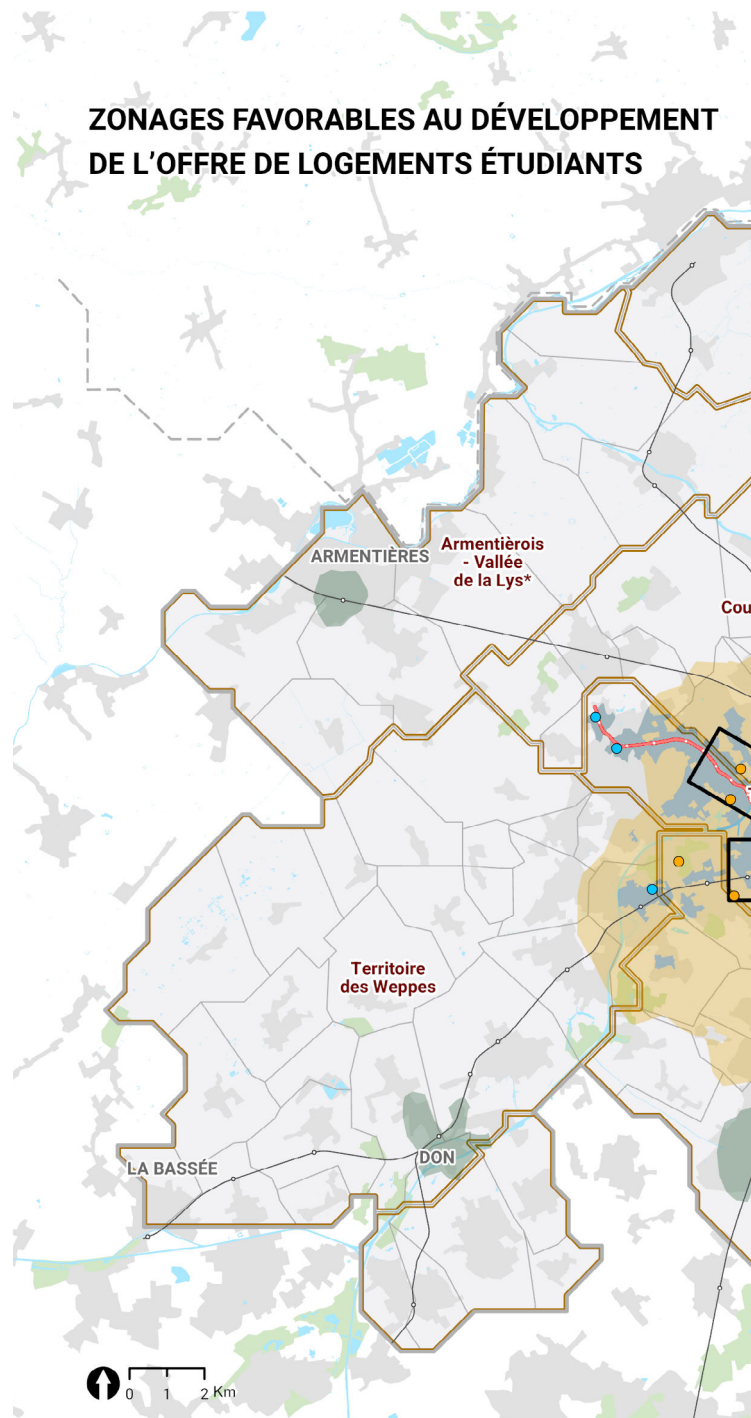 ZONAGES FAVORABLES AU DÉVELOPPEMENT
DE L'OFFRE DE LOGEMENTS ÉTUDIANTS
ARMENTIÈRES
Armentièrois
- Vallée
de la Lys*
Cou
Territoire
des Weppes
DON
LA BASSÉE
0 1 2 Km